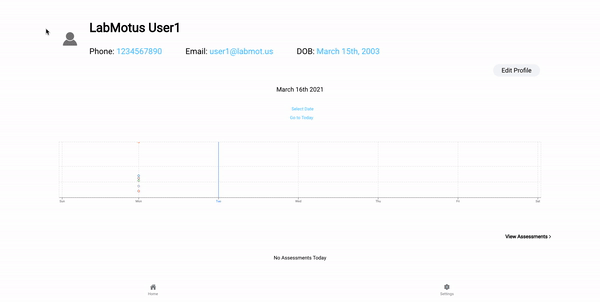 LabMotus User1
Phone: 1234567890 Email: user1@labmot.us DOB: March 15th, 2003
Edit Profile
March 16th 2021
Select Date
Go to Today
Sun Mon Tue Wed Thu Fri Sat
View Assessments >
No Assessments Today
Home Settings